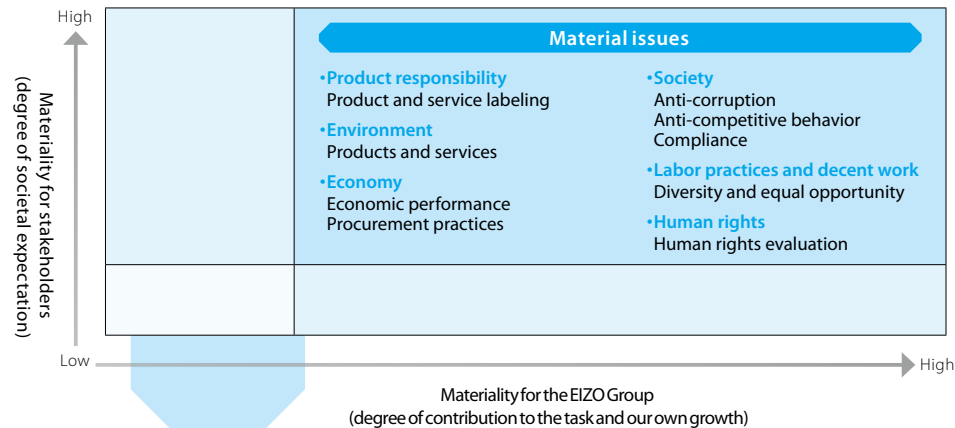 High
Materiality for stakeholders
(degree of societal expectation)
Material issues
•Product responsibility
Product and service labeling
•Environment
Products and services
•Economy
Economic performance
Procurement practices
•Society
Anti-corruption
Anti-competitive behavior
Compliance
•Labor practices and decent work
Diversity and equal opportunity
•Human rights
Human rights evaluation
Low
High
Materiality for the EIZO Group
(degree of contribution to the task and our own growth)